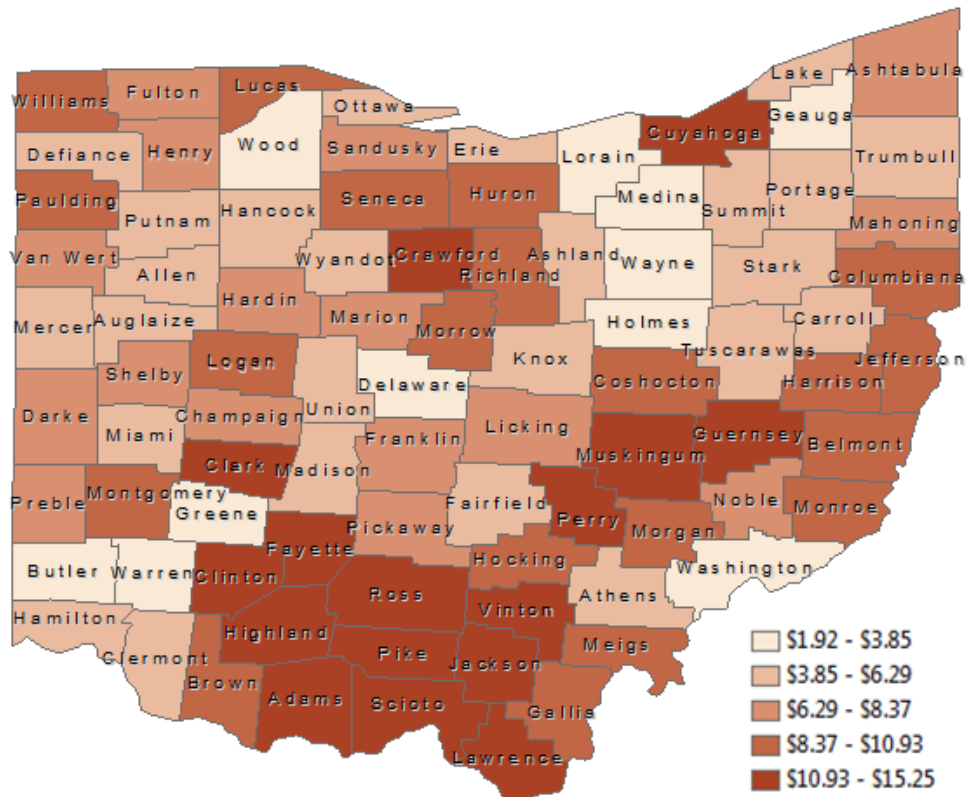 Ashtabula
Lake
Geauga
Lucas
Williams
Fulton
Ottawa
Cuyahoga
Wood
Henry
Sandusky
Erie
Lorain
Defiance
Trumbull
Medina
Portage
Paulding
Seneca
Huron
Summit
Hancock
Putnam
Mahoning
Van Wert
Wyandot
Crawford
Ashland
Richland
Wayne
Stark
Allen
Columbiana
Hardin
Mercer
Auglaize
Marion
Morrow
Holmes
Carroll
Tuscarawas
Knox
Logan
Jefferson
Shelby
Delaware
Coshocton
Harrison
Union
Darke
Champaign
Miami
Franklin
Licking
Guernsey
Belmont
Muskingum
Clark
Madison
Montgomery
Preble
Fairfield
Noble
Monroe
Greene
Perry
Pickaway
Morgan
Fayette
Hocking
Butler
Warren
Clinton
Washington
Ross
Vinton
Athens
Hamilton
Highland
Meigs
Clermont
Pike
Jackson
Brown
Adams
Scioto
Gallia
Lawrence
$1.92 - $3.85
$3.85 - $6.29
$6.29 - $8.37
$8.37 - $10.93
$10.93 - $15.25